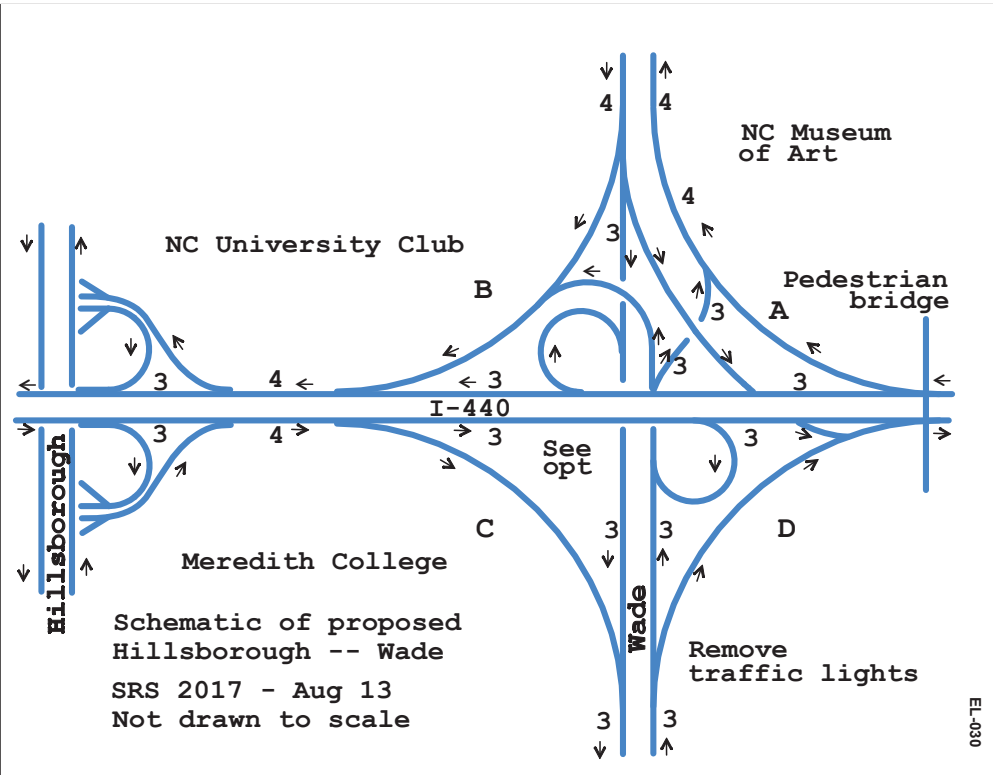 4
4
NC Museum
of Art
4
3
NC University Club
Pedestrian
bridge
B
3
A
3
3
4
3
3
I-440
3
4
3
See
opt
3
Hillsborough
C
3
3
D
Meredith College
Wade
Schematic of proposed
Hillsborough -- Wade
Remove
traffic lights
SRS 2017 - Aug 13
Not drawn to scale
3
3
EL-030